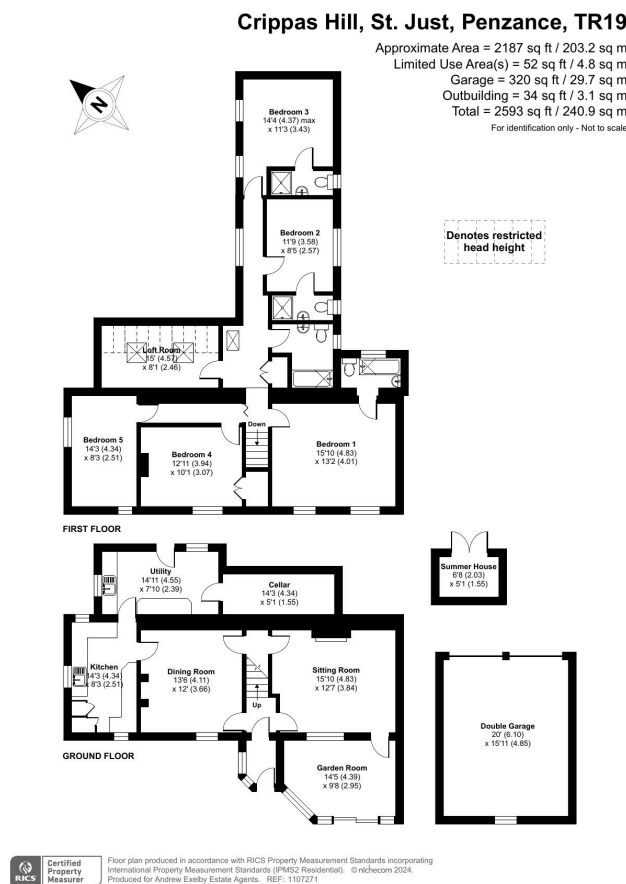 Crippas Hill, St. Just, Penzance, TR19
Approximate Area = 2187 sq ft / 203.2 sq m
Limited Use Area(s) = 52 sq ft / 4.8 sq m
Garage = 320 sq ft / 29.7 sq m
Outbuilding = 34 sq ft / 3.1 sq m
Total = 2593 sq ft / 240.9 sq m
For identification only - Not to scale
N
Bedroom 3
14'4 (4.37) max
x 11'3 (3.43)
Bedroom 2
11'9 (3.58)
x 8'5 (2.57)
Denotes restricted
head height
Loft Room
15' (4.57)
x 8'1 (2.46)
Down
Bedroom 5
14'3 (4.34)
x 8'3 (2.51)
Bedroom 4
12'11 (3.94)
x 10'1 (3.07)
Bedroom 1
15'10 (4.83)
x 13'2 (4.01)
FIRST FLOOR
Utility
14'11 (4.55)
x 7'10 (2.39)
Cellar
14'3 (4.34)
x 5'1 (1.55)
Summer House
6'8 (2.03)
x 5'1 (1.55)
Kitchen
14'3 (4.34)
x 8'3 (2.51)
Dining Room
13'6 (4.11)
x 12' (3.66)
Up
Sitting Room
15'10 (4.83)
x 12'7 (3.84)
Double Garage
20' (6.10)
x 15'11 (4.85)
GROUND FLOOR
Garden Room
14'5 (4.39)
x 9'8 (2.95)
RICS
Certified
Property
Measurer
Floor plan produced in accordance with RICS Property Measurement Standards incorporating
International Property Measurement Standards (IPMS2 Residential). © nichecom 2024.
Produced for Andrew Exelby Estate Agents. REF: 1107271